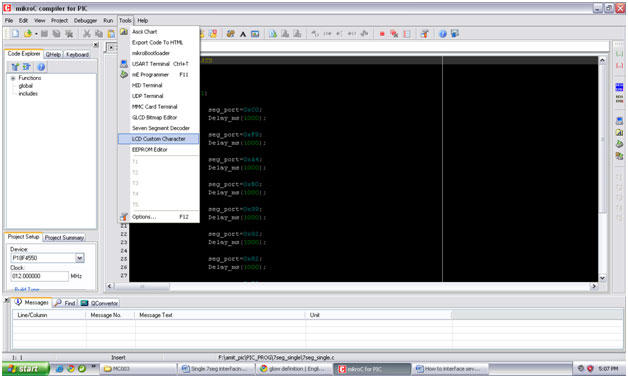 mikroC compiler for PIC
File Edit View Project Debugger Run Tools Help
Code Explorer QHelp Keyboard
Functions
global
includes
Ascii Chart
Export Code To HTML
mikroBootloader
USART Terminal Ctrl+T
mE Programmer F11
HID Terminal
UDP Terminal
MMC Card Terminal
GLCD Bitmap Editor
Seven Segment Decoder
LCD Custom Character
EEPROM Editor
T1
T2
T3
T4
T5
Options... F12
seg_port=0xC0;
Delay_ms(1000);
seg_port=0xF9;
Delay_ms(1000);
seg_port=0xA4;
Delay_ms(1000);
seg_port=0xB0;
Delay_ms(1000);
seg_port=0x99;
Delay_ms(1000);
22
23 seg_port=0x92;
24 Delay_ms(1000);
25 seg_port=0x82;
26 Delay_ms(1000);
27
Project Setup Project Summary
Device:
P18F4550
Clock:
012.000000 MHz
Build Type
Messages Find QConvertor
Line/Column Message No. Message Text Unit
1: 1 Insert F:\amit_pic\PIC_PROG\7seg_single\7seg_single.c
start MC003 Single 7seg interfacin... glow definition | Engl... mikroC for PIC How to interface sev... 5:07 PM